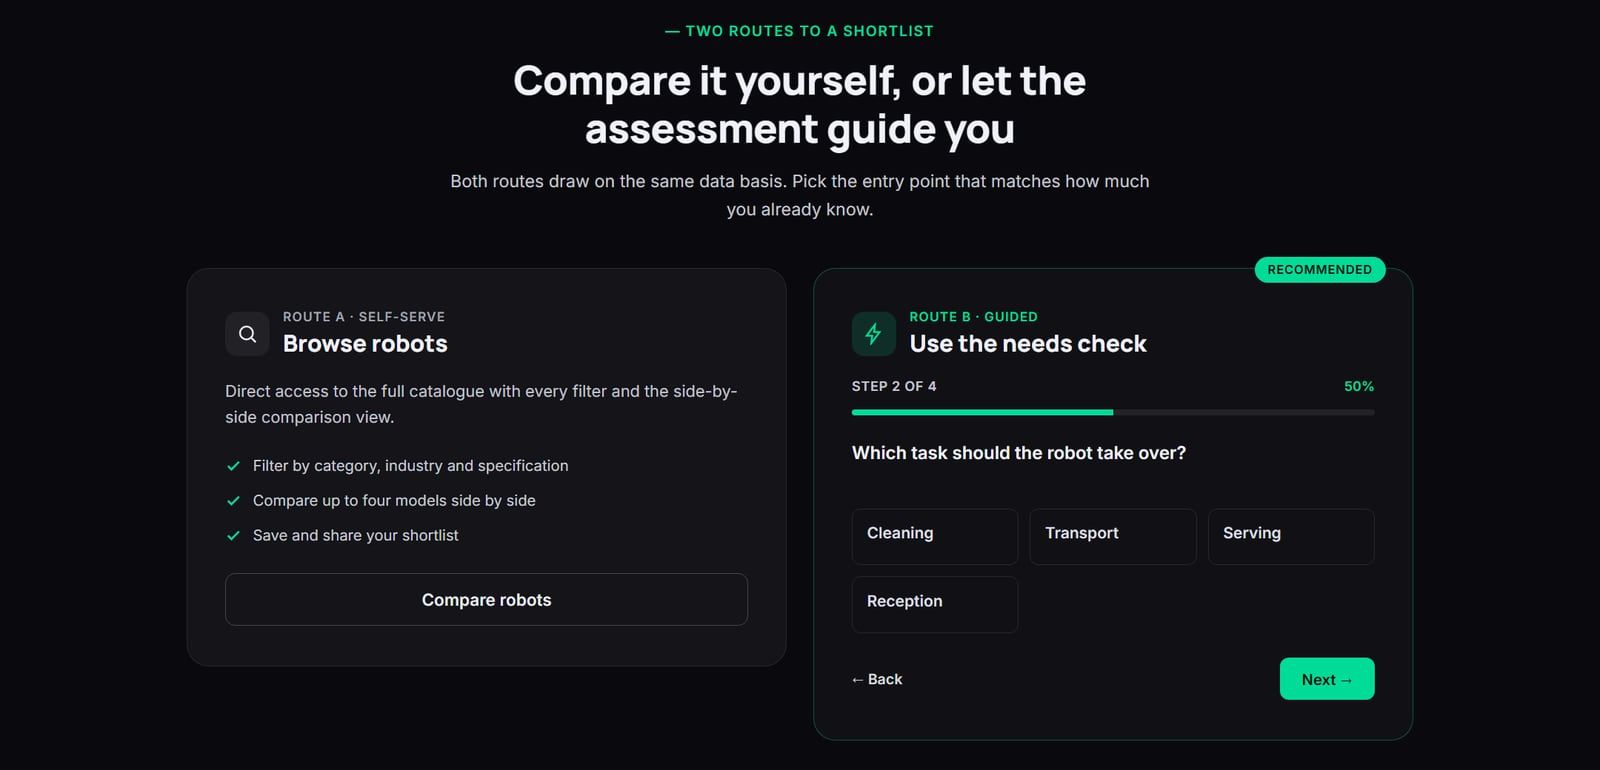 — TWO ROUTES TO A SHORTLIST
Compare it yourself, or let the
assessment guide you
Both routes draw on the same data basis. Pick the entry point that matches how much
you already know.
ROUTE A · SELF-SERVE
Browse robots
Direct access to the full catalogue with every filter and the side-by-
side comparison view.
Filter by category, industry and specification
Compare up to four models side by side
Save and share your shortlist
Compare robots
RECOMMENDED
ROUTE B · GUIDED
Use the needs check
STEP 2 OF 4 50%
Which task should the robot take over?
Cleaning Transport Serving
Reception
← Back Next →